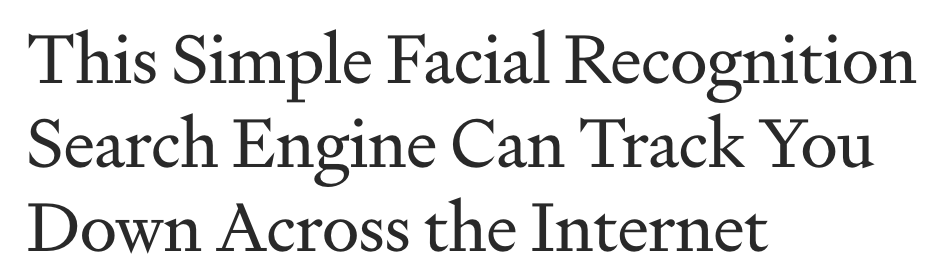 This Simple Facial Recognition
Search Engine Can Track You
Down Across the Internet